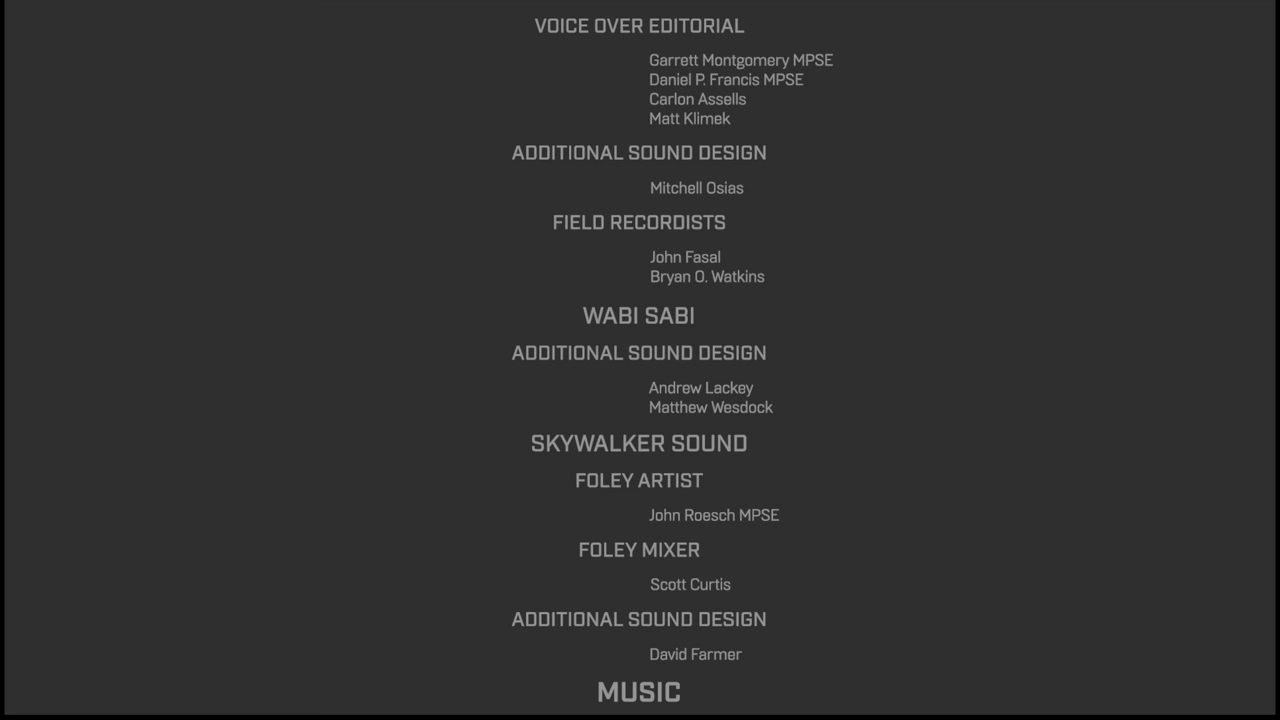 VOICE OVER EDITORIAL
Garrett Montgomery MPSE
Daniel P. Francis MPSE
Carlon Assells
Matt Klimek
ADDITIONAL SOUND DESIGN
Mitchell Osias
FIELD RECORDISTS
John Fasal
Bryan O. Watkins
WABI SABI
ADDITIONAL SOUND DESIGN
Andrew Lackey
Matthew Wesdock
SKYWALKER SOUND
FOLEY ARTIST
John Roesch MPSE
FOLEY MIXER
Scott Curtis
ADDITIONAL SOUND DESIGN
David Farmer
MUSIC